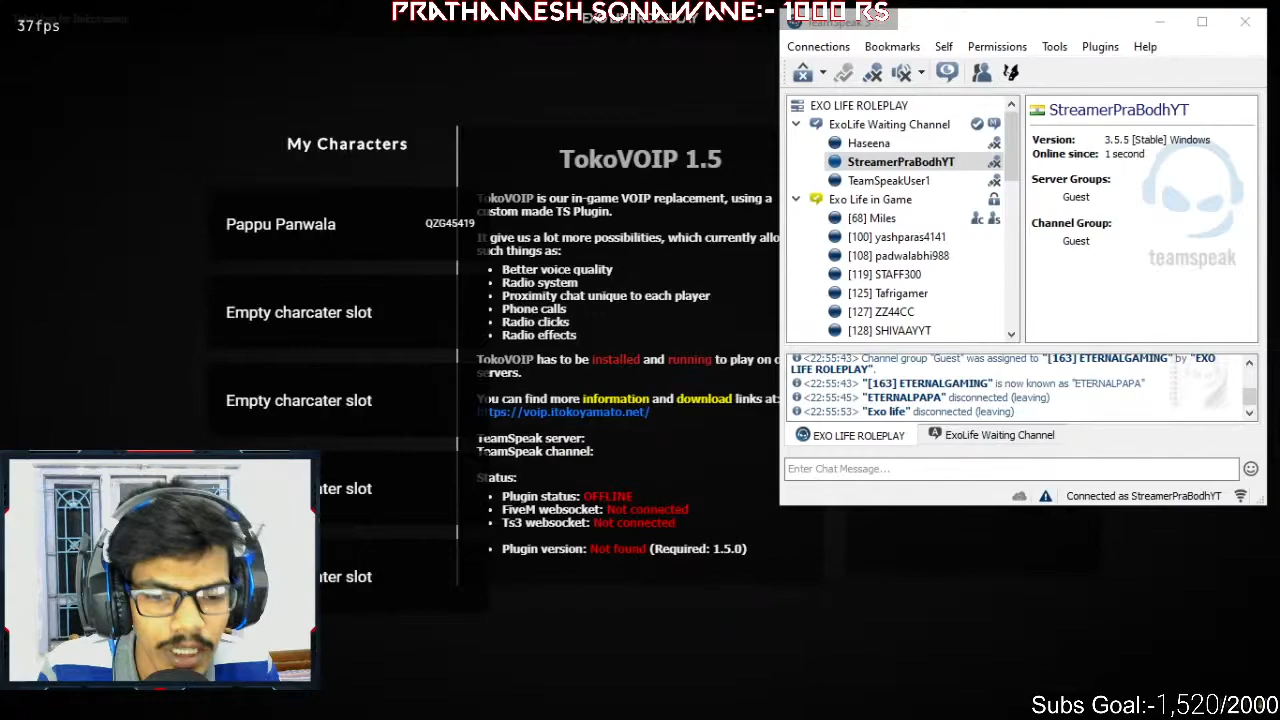 PRATHAMESH SONAWANE:- 1000 RS
37fps
My Characters
Pappu Panwala
QZG45419
Empty charcater slot
Empty charcater slot
cater slot
cater slot
TokoVOIP 1.5
TokoVOIP is our in-game VOIP replacement, using a
custom made TS Plugin.
It give us a lot more possibilities, which currently allo
such things as:
Better voice quality
Radio system
Proximity chat unique to each player
Phone calls
Radio clicks
Radio effects
TokoVOIP has to be installed and running to play on o
servers.
You can find more information and download links at:
https://voip.itokoyamato.net/
TeamSpeak server:
TeamSpeak channel:
Status:
Plugin status: OFFLINE
FiveM websocket: Not connected
Ts3 websocket: Not connected
Plugin version: Not found (Required: 1.5.0)
TeamSpeak 3
Connections Bookmarks Self Permissions Tools Plugins Help
EXO LIFE ROLEPLAY
ExoLife Waiting Channel
Haseena
StreamerPraBodhYT
TeamSpeakUser1
Exo Life in Game
[68] Miles
[100] yashparas4141
[108] padwalabhi988
[119] STAFF300
[125] Tafrigamer
[127] ZZ44CC
[128] SHIVAAYYT
StreamerPraBodhYT
Version: 3.5.5 [Stable] Windows
Online since: 1 second
Server Groups:
Guest
Channel Group:
Guest
teamspeak
<22:55:43> Channel group "Guest" was assigned to "[163] ETERNALGAMING" by "EXO
LIFE ROLEPLAY".
<22:55:43> "[163] ETERNALGAMING" is now known as "ETERNALPAPA"
<22:55:45> "ETERNALPAPA" disconnected (leaving)
<22:55:53> "Exo life" disconnected (leaving)
EXO LIFE ROLEPLAY
ExoLife Waiting Channel
Enter Chat Message...
Connected as StreamerPraBodhYT
Subs Goal:-1,520/2000